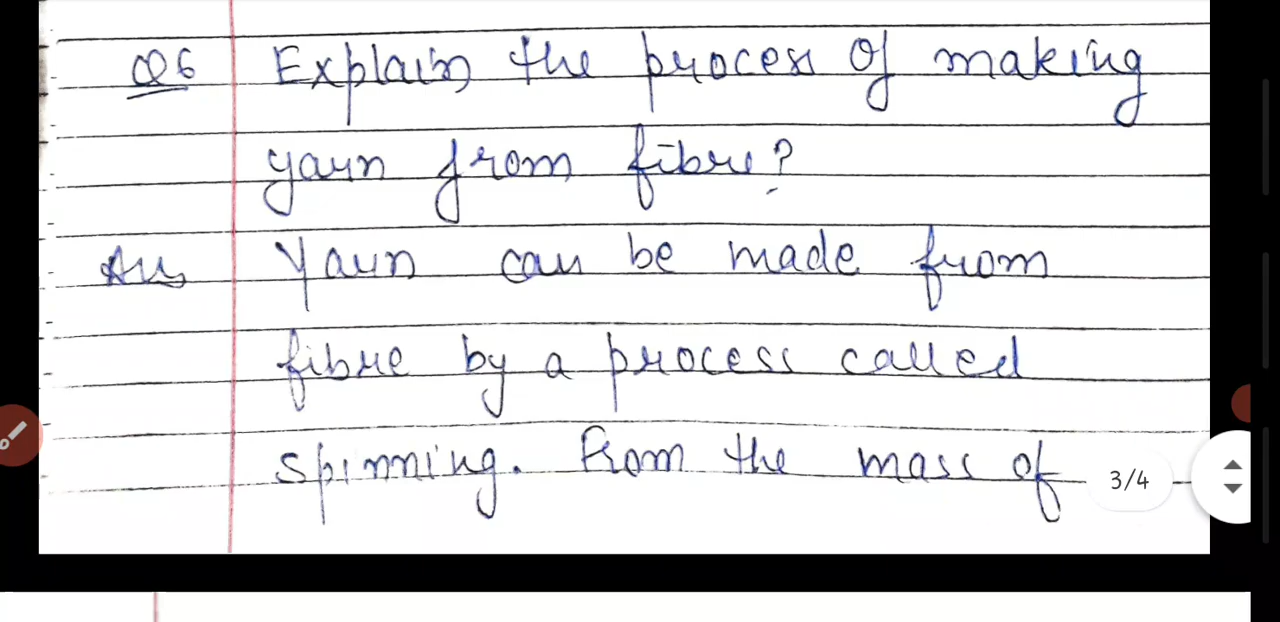 Q6 Explain the process of making
yarn from fibre?
Ans Yarn can be made from
fibre by a process called
spinning. From the mass of
3/4